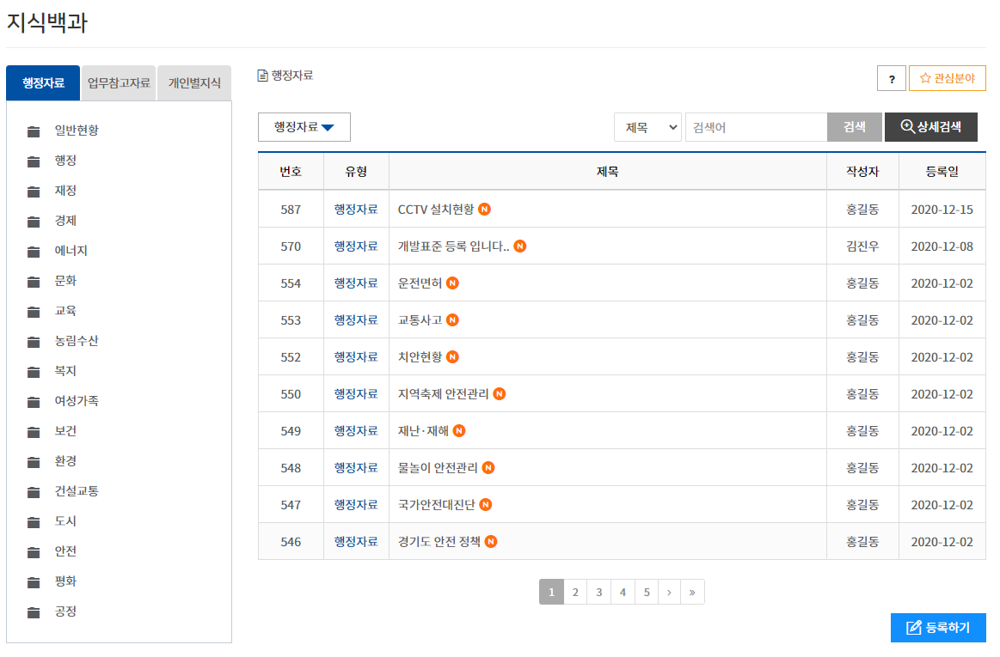 지식백과
행정자료 업무참고자료 개인별지식
일반현황
행정
재정
경제
에너지
문화
교육
농림수산
복지
여성가족
보건
환경
건설교통
도시
안전
평화
공정
행정자료
? 관심분야
행정자료 제목 검색어 검색 상세검색
번호 유형 제목 작성자 등록일
587 행정자료 CCTV 설치현황 N 홍길동 2020-12-15
570 행정자료 개발표준 등록 입니다.. N 김진우 2020-12-08
554 행정자료 운전면허 N 홍길동 2020-12-02
553 행정자료 교통사고 N 홍길동 2020-12-02
552 행정자료 치안현황 N 홍길동 2020-12-02
550 행정자료 지역축제 안전관리 N 홍길동 2020-12-02
549 행정자료 재난·재해 N 홍길동 2020-12-02
548 행정자료 물놀이 안전관리 N 홍길동 2020-12-02
547 행정자료 국가안전대진단 N 홍길동 2020-12-02
546 행정자료 경기도 안전 정책 N 홍길동 2020-12-02
1 2 3 4 5 › »
등록하기